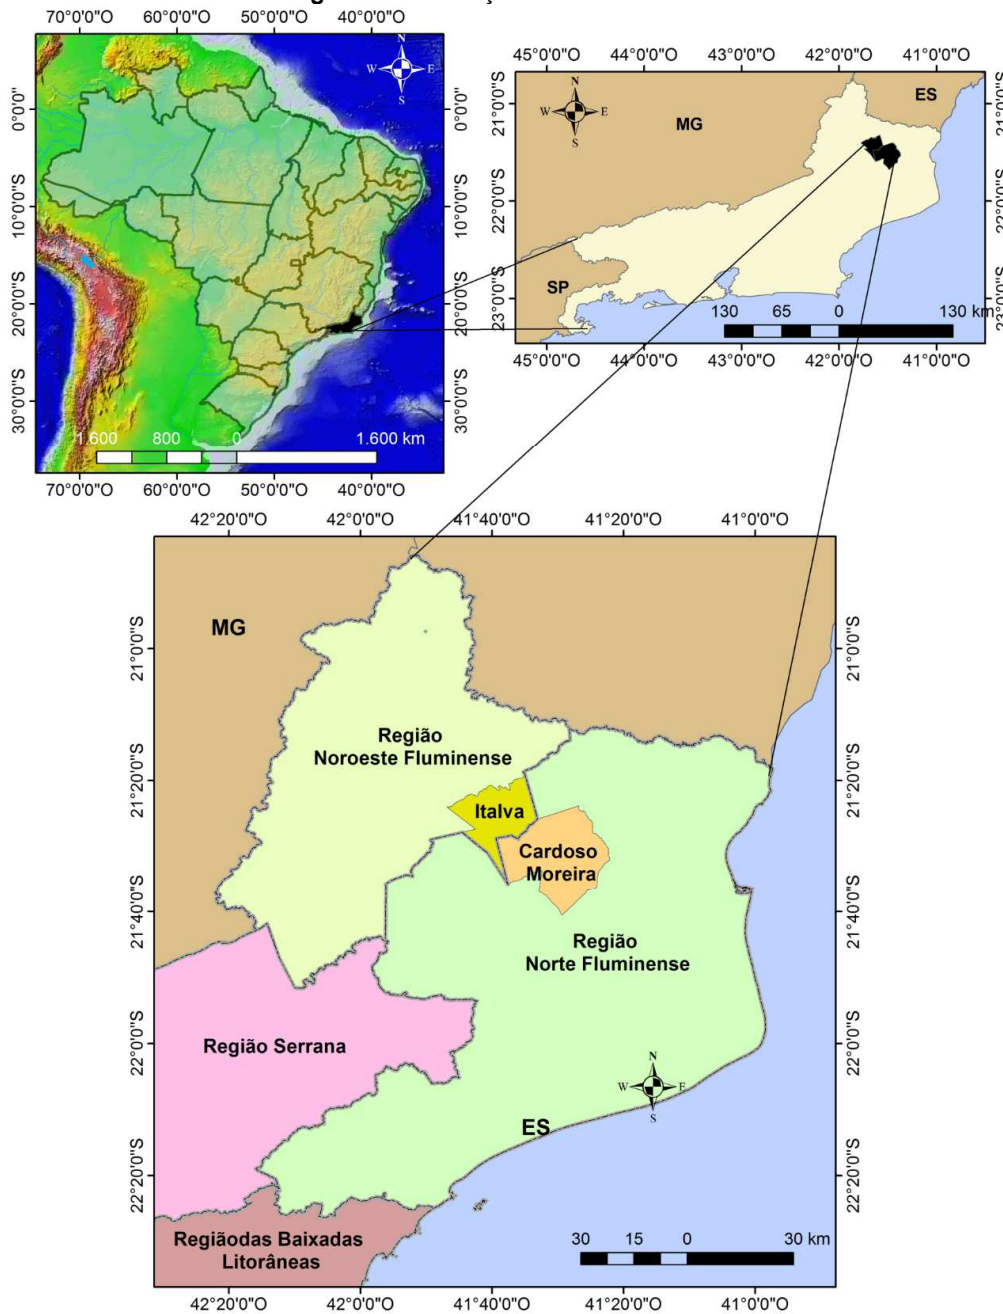 70°0'0"O 60°0'0"O 50°0'0"O 40°0'0"O
N
W E
S
0°0'0"
10°0'0"S
20°0'0"S
30°0'0"S
0°0'0"
10°0'0"S
20°0'0"S
30°0'0"S
1.600 800 0 1.600 km
70°0'0"O 60°0'0"O 50°0'0"O 40°0'0"O
45°0'0"O 44°0'0"O 43°0'0"O 42°0'0"O 41°0'0"O
N
W E
S
ES
MG
SP
21°0'0"S
22°0'0"S
23°0'0"S
21°0'0"S
22°0'0"S
23°0'0"S
130 65 0 130 km
45°0'0"O 44°0'0"O 43°0'0"O 42°0'0"O 41°0'0"O
42°20'0"O 42°0'0"O 41°40'0"O 41°20'0"O 41°0'0"O
MG
21°0'0"S
21°20'0"S
21°40'0"S
22°0'0"S
22°20'0"S
21°0'0"S
21°20'0"S
21°40'0"S
22°0'0"S
22°20'0"S
Região
Noroeste Fluminense
Italva
Cardoso
Moreira
Região
Norte Fluminense
Região Serrana
N
W E
S
ES
Regiãodas Baixadas
Litorâneas
30 15 0 30 km
42°20'0"O 42°0'0"O 41°40'0"O 41°20'0"O 41°0'0"O